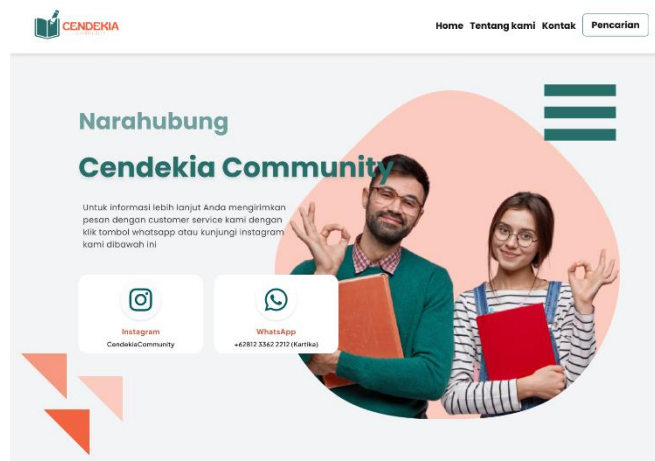 CENDEKIA
Home Tentang kami Kontak Pencarian
Narahubung
Cendekia Community
Untuk informasi lebih lanjut Anda mengirimkan
pesan dengan customer service kami dengan
klik tombol whatsapp atau kunjungi instagram
kami dibawah ini
Instagram
CendekiaCommunity
WhatsApp
+62812 3362 2212 (Kartika)